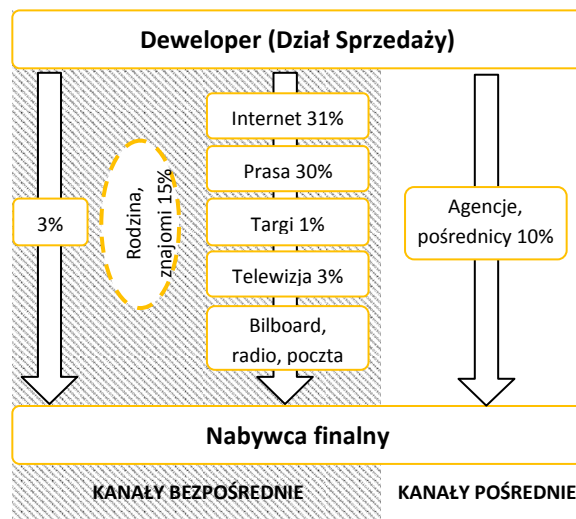 Deweloper (Dział Sprzedaży)
Internet 31%
Prasa 30%
Targi 1%
Telewizja 3%
Bilboard,
radio, poczta
3%
Rodzina,
znajomi 15%
Agencje,
pośrednicy 10%
Nabywca finalny
KANAŁY BEZPOŚREDNIE
KANAŁY POŚREDNIE